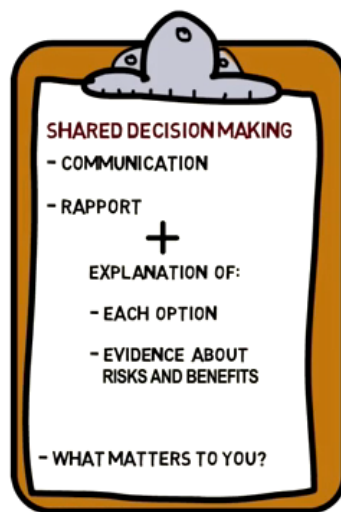 SHARED DECISION MAKING
- COMMUNICATION
- RAPPORT
+
EXPLANATION OF:
- EACH OPTION
- EVIDENCE ABOUT
RISKS AND BENEFITS
- WHAT MATTERS TO YOU?